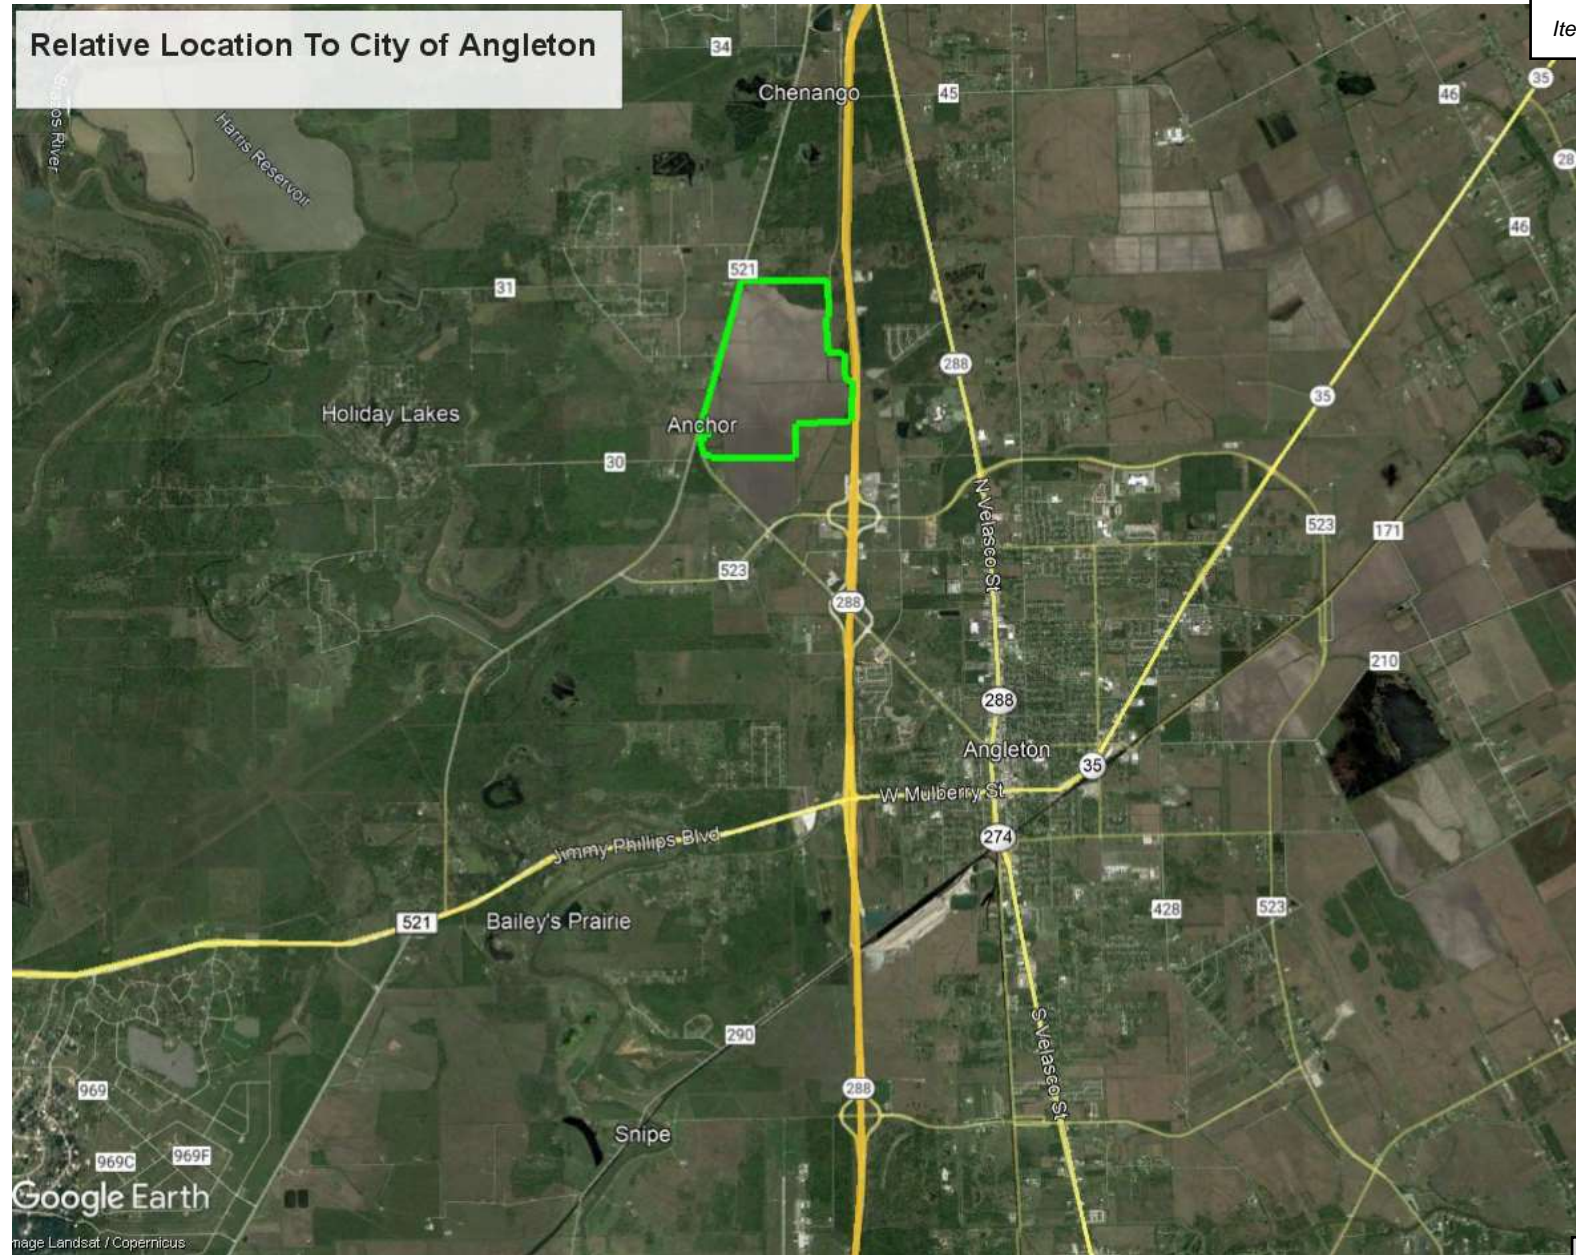 Relative Location To City of Angleton
Ite
34
35
Chenango
45
46
Harris Reservoir
River
28
46
521
31
288
35
Holiday Lakes
Anchor
30
N Velasco St
523
171
523
288
210
288
Angleton
35
W Mulberry St
Jimmy Phillips Blvd
274
521
Bailey's Prairie
428
523
290
S Velasco St
288
969
Snipe
969C
969F
Google Earth
mage Landsat / Copernicus